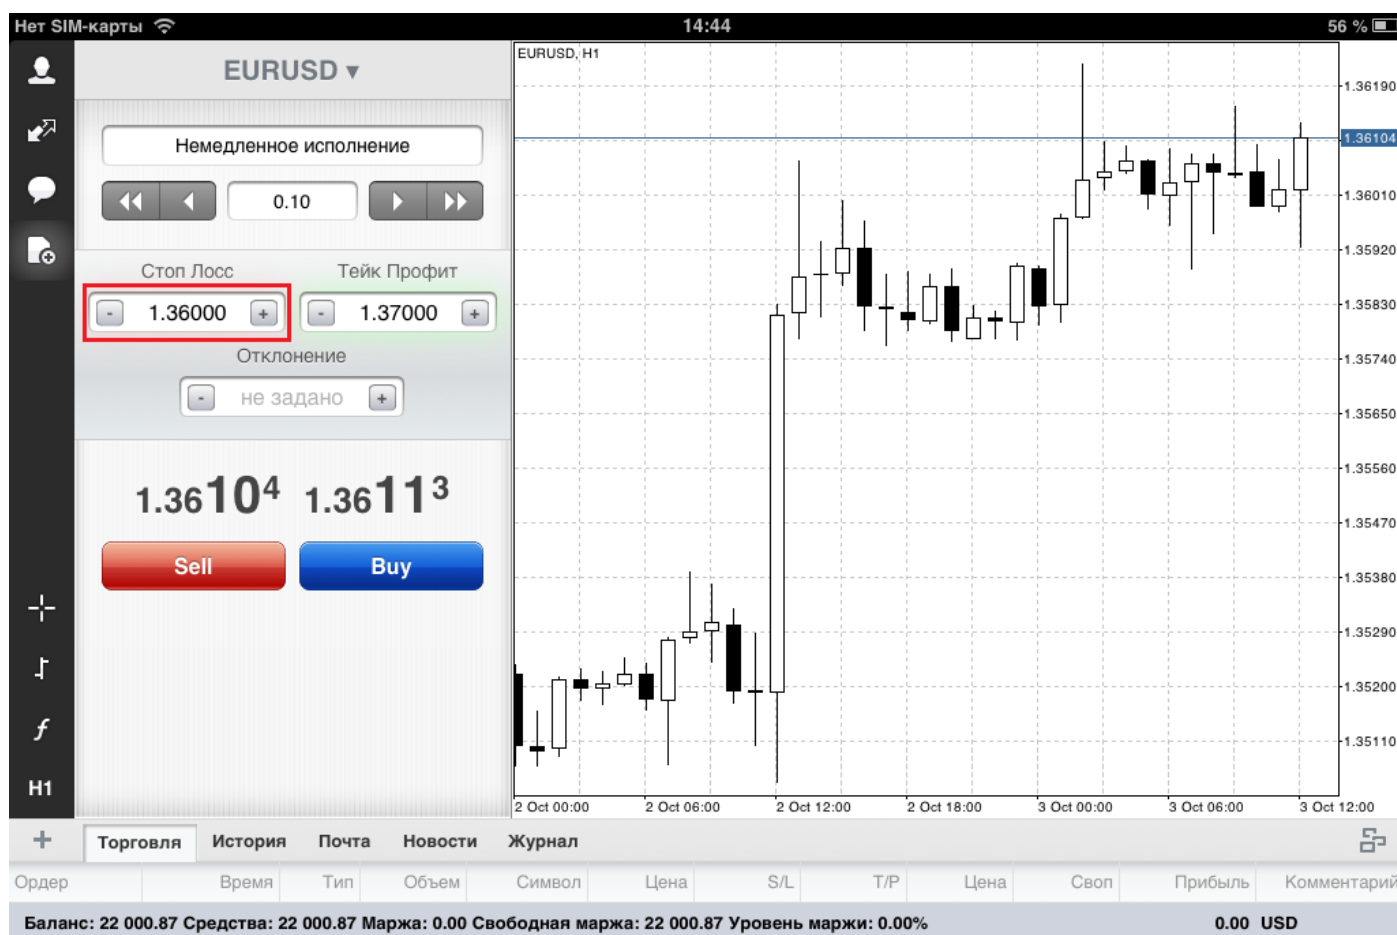 Нет SIM-карты 14:44 56 %
EURUSD ▼
Немедленное исполнение
0.10
Стоп Лосс Тейк Профит
- 1.36000 + - 1.37000 +
Отклонение
- не задано +
1.36104 1.36113
Sell Buy
f
H1
EURUSD, H1
1.36190
1.36104
1.36010
1.35920
1.35830
1.35740
1.35650
1.35560
1.35470
1.35380
1.35290
1.35200
1.35110
2 Oct 00:00 2 Oct 06:00 2 Oct 12:00 2 Oct 18:00 3 Oct 00:00 3 Oct 06:00 3 Oct 12:00
+ Торговля История Почта Новости Журнал
Ордер Время Тип Объем Символ Цена S/L T/P Цена Своп Прибыль Комментарий
Баланс: 22 000.87 Средства: 22 000.87 Маржа: 0.00 Свободная маржа: 22 000.87 Уровень маржи: 0.00% 0.00 USD